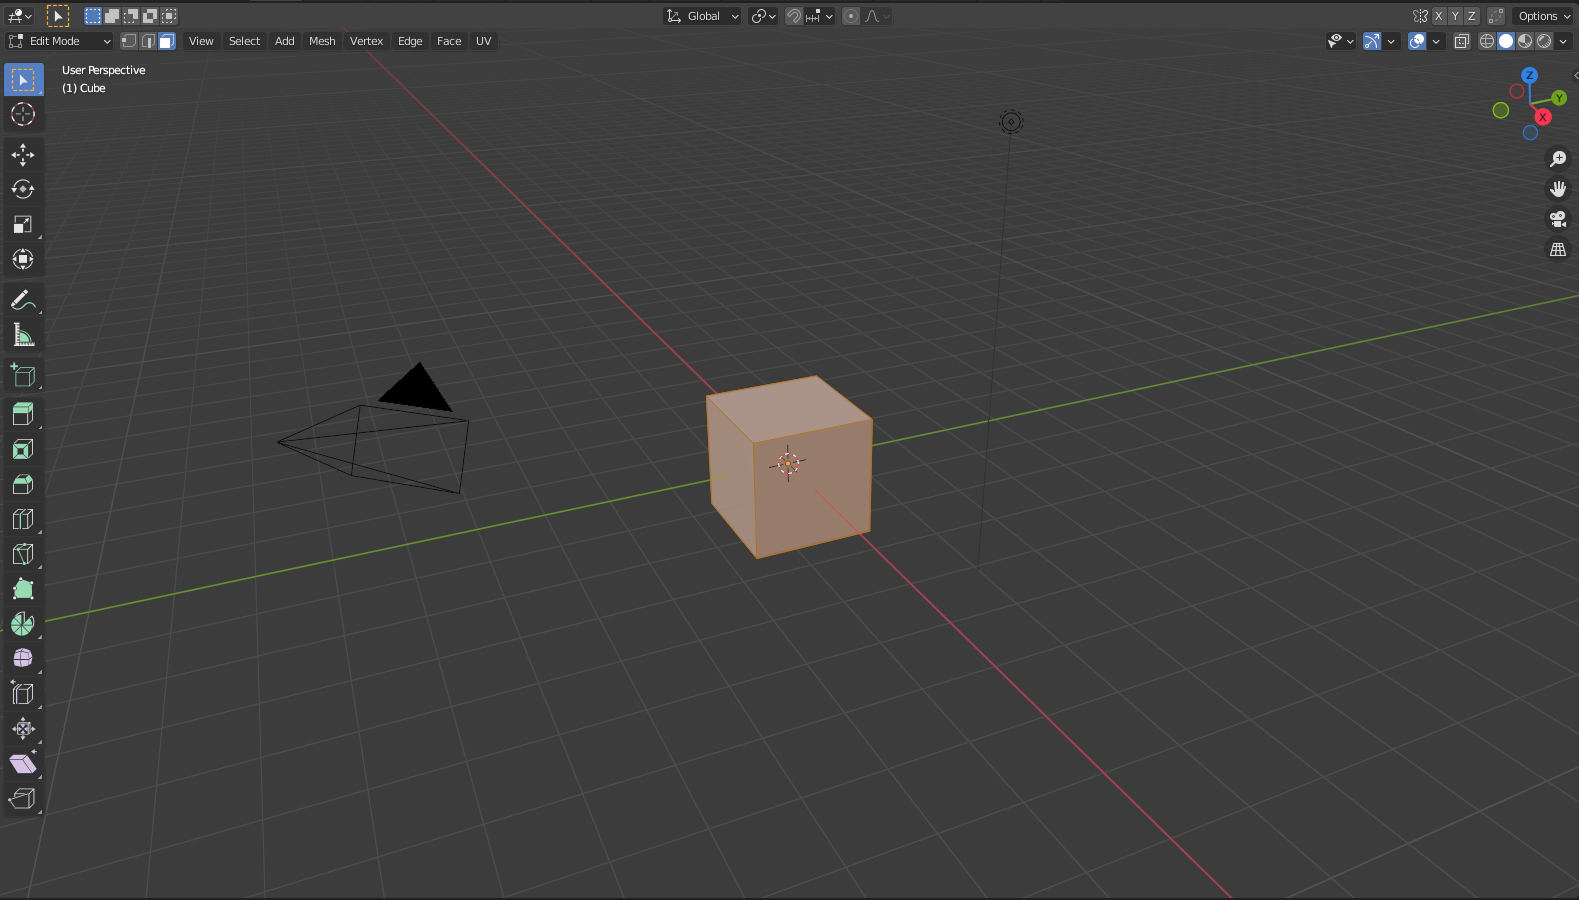 Global
X Y Z
Options
Edit Mode
View Select Add Mesh Vertex Edge Face UV
User Perspective
(1) Cube
Z
Y
X